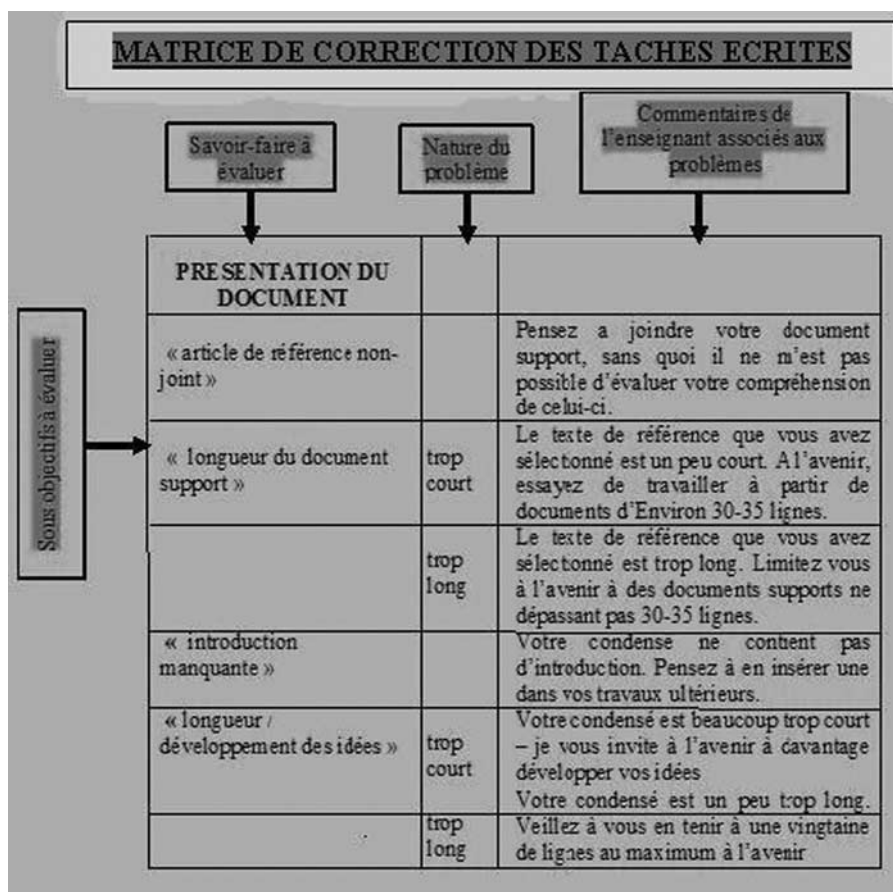 MATRICE DE CORRECTION DES TACHES ECRITES
Savoir-faire à
évaluer
Nature du
problème
Commentaires de
l'enseignant associés aux
problèmes
Sous objectifs à évaluer
PRESENTATION DU
DOCUMENT
« article de référence non-
joint »
Pensez a joindre votre document
support, sans quoi il ne m'est pas
possible d'évaluer votre compréhension
de celui-ci.
« longueur du document
support »
trop
court
Le texte de référence que vous avez
sélectionné est un peu court. A l'avenir,
essayez de travailler à partir de
documents d'Environ 30-35 lignes.
trop
long
Le texte de référence que vous avez
sélectionné est trop long. Limitez vous
à l'avenir à des documents supports ne
dépassant pas 30-35 lignes.
« introduction
manquante »
Votre condense ne contient pas
d'introduction. Pensez à en insérer une
dans vos travaux ultérieurs.
« longueur /
développement des idées »
trop
court
Votre condensé est beaucoup trop court
– je vous invite à l'avenir à davantage
développer vos idées
Votre condensé est un peu trop long.
trop
long
Veillez à vous en tenir à une vingtaine
de lignes au maximum à l'avenir